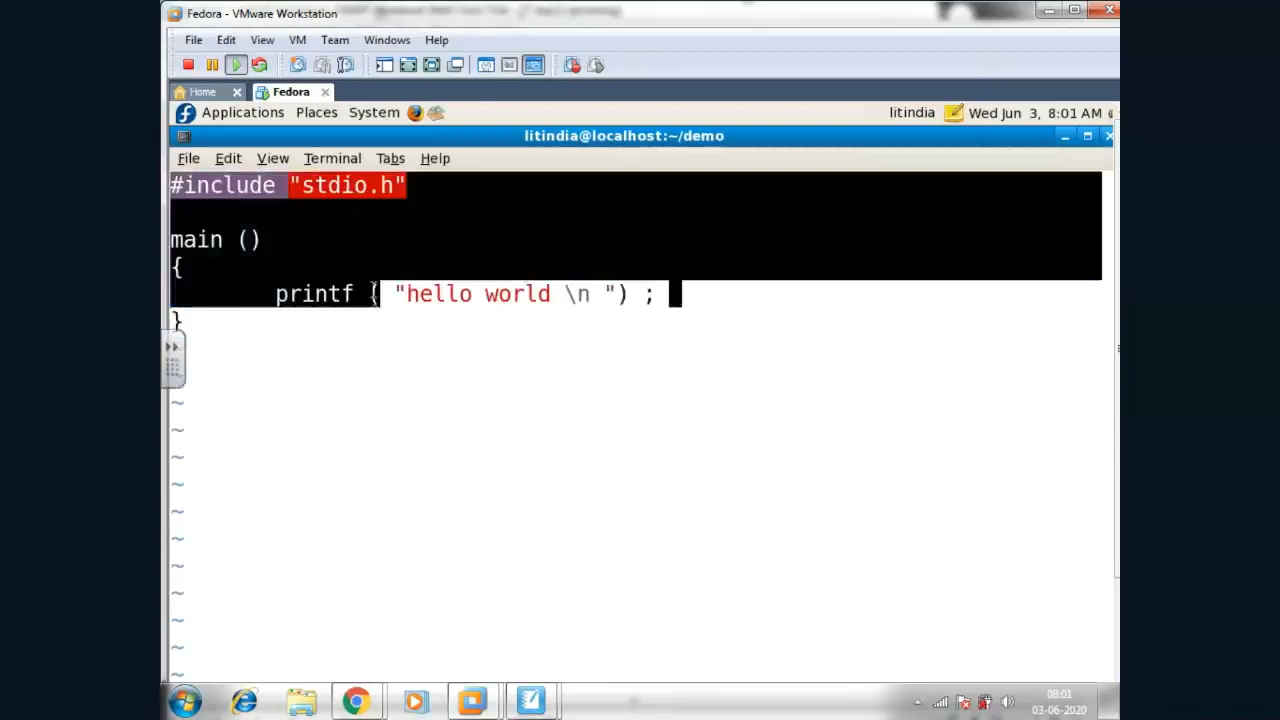 Fedora - VMware Workstation
File Edit View VM Team Windows Help
Home Fedora
Applications Places System litindia Wed Jun 3, 8:01 AM
litindia@localhost:~/demo
File Edit View Terminal Tabs Help
#include "stdio.h"
main ()
{
printf ( "hello world \n ") ;
}
~
~
~
~
~
~
~
~
~
~
~
08:01
03-06-2020